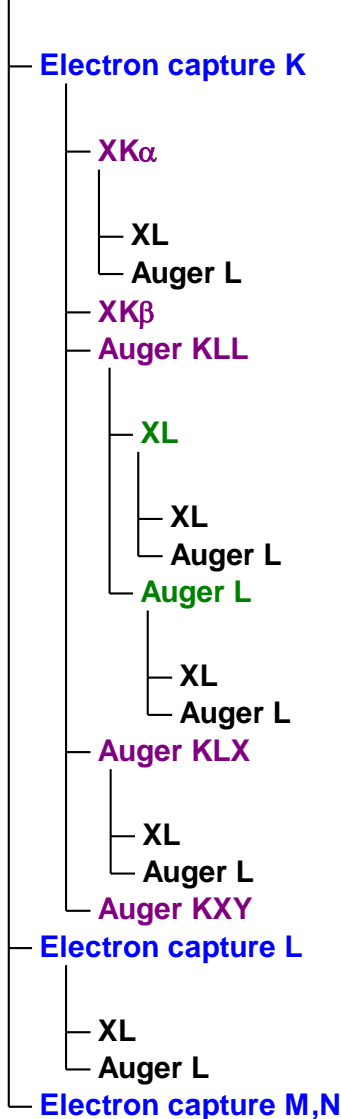 Electron capture K
XKα
XL
Auger L
XKβ
Auger KLL
XL
XL
Auger L
Auger L
XL
Auger L
Auger KLX
XL
Auger L
Auger KXY
Electron capture L
XL
Auger L
Electron capture M,N